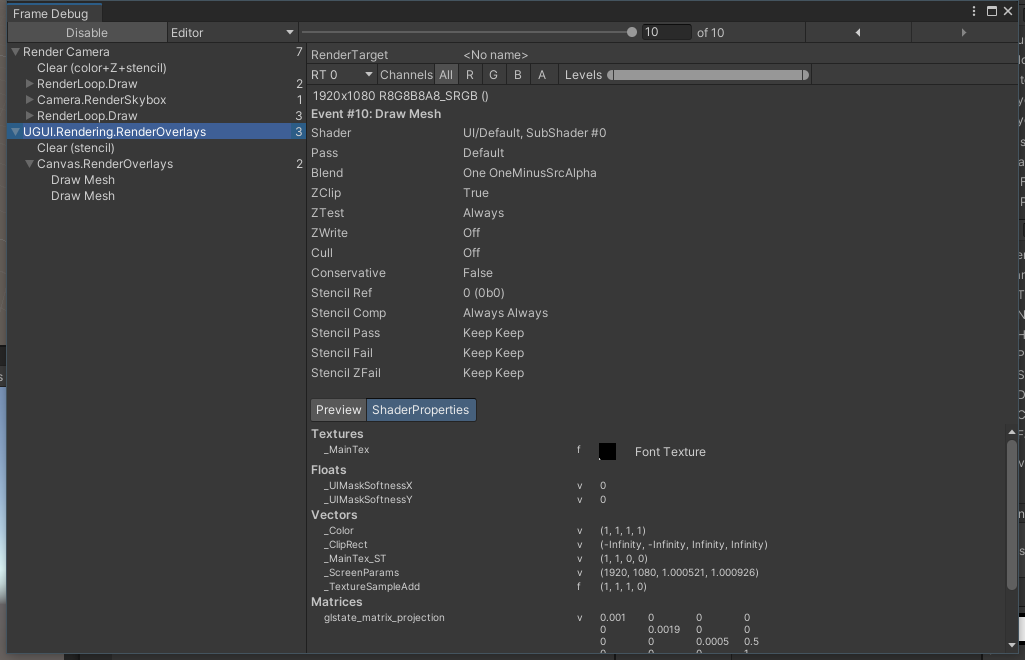 Frame Debug
Disable
Editor
10
of 10
Render Camera 7
Clear (color+Z+stencil)
RenderLoop.Draw 2
Camera.RenderSkybox 1
RenderLoop.Draw 3
UGUI.Rendering.RenderOverlays 3
Clear (stencil)
Canvas.RenderOverlays 2
Draw Mesh
Draw Mesh
RenderTarget <No name>
RT 0 Channels All R G B A Levels
1920x1080 R8G8B8A8_SRGB ()
Event #10: Draw Mesh
Shader UI/Default, SubShader #0
Pass Default
Blend One OneMinusSrcAlpha
ZClip True
ZTest Always
ZWrite Off
Cull Off
Conservative False
Stencil Ref 0 (0b0)
Stencil Comp Always Always
Stencil Pass Keep Keep
Stencil Fail Keep Keep
Stencil ZFail Keep Keep
Preview ShaderProperties
Textures
_MainTex f Font Texture
Floats
_UIMaskSoftnessX v 0
_UIMaskSoftnessY v 0
Vectors
_Color v (1, 1, 1, 1)
_ClipRect v (-Infinity, -Infinity, Infinity, Infinity)
_MainTex_ST v (1, 1, 0, 0)
_ScreenParams v (1920, 1080, 1.000521, 1.000926)
_TextureSampleAdd f (1, 1, 1, 0)
Matrices
glstate_matrix_projection v 0.001 0 0 0
0 0.0019 0 0
0 0 0.0005 0.5